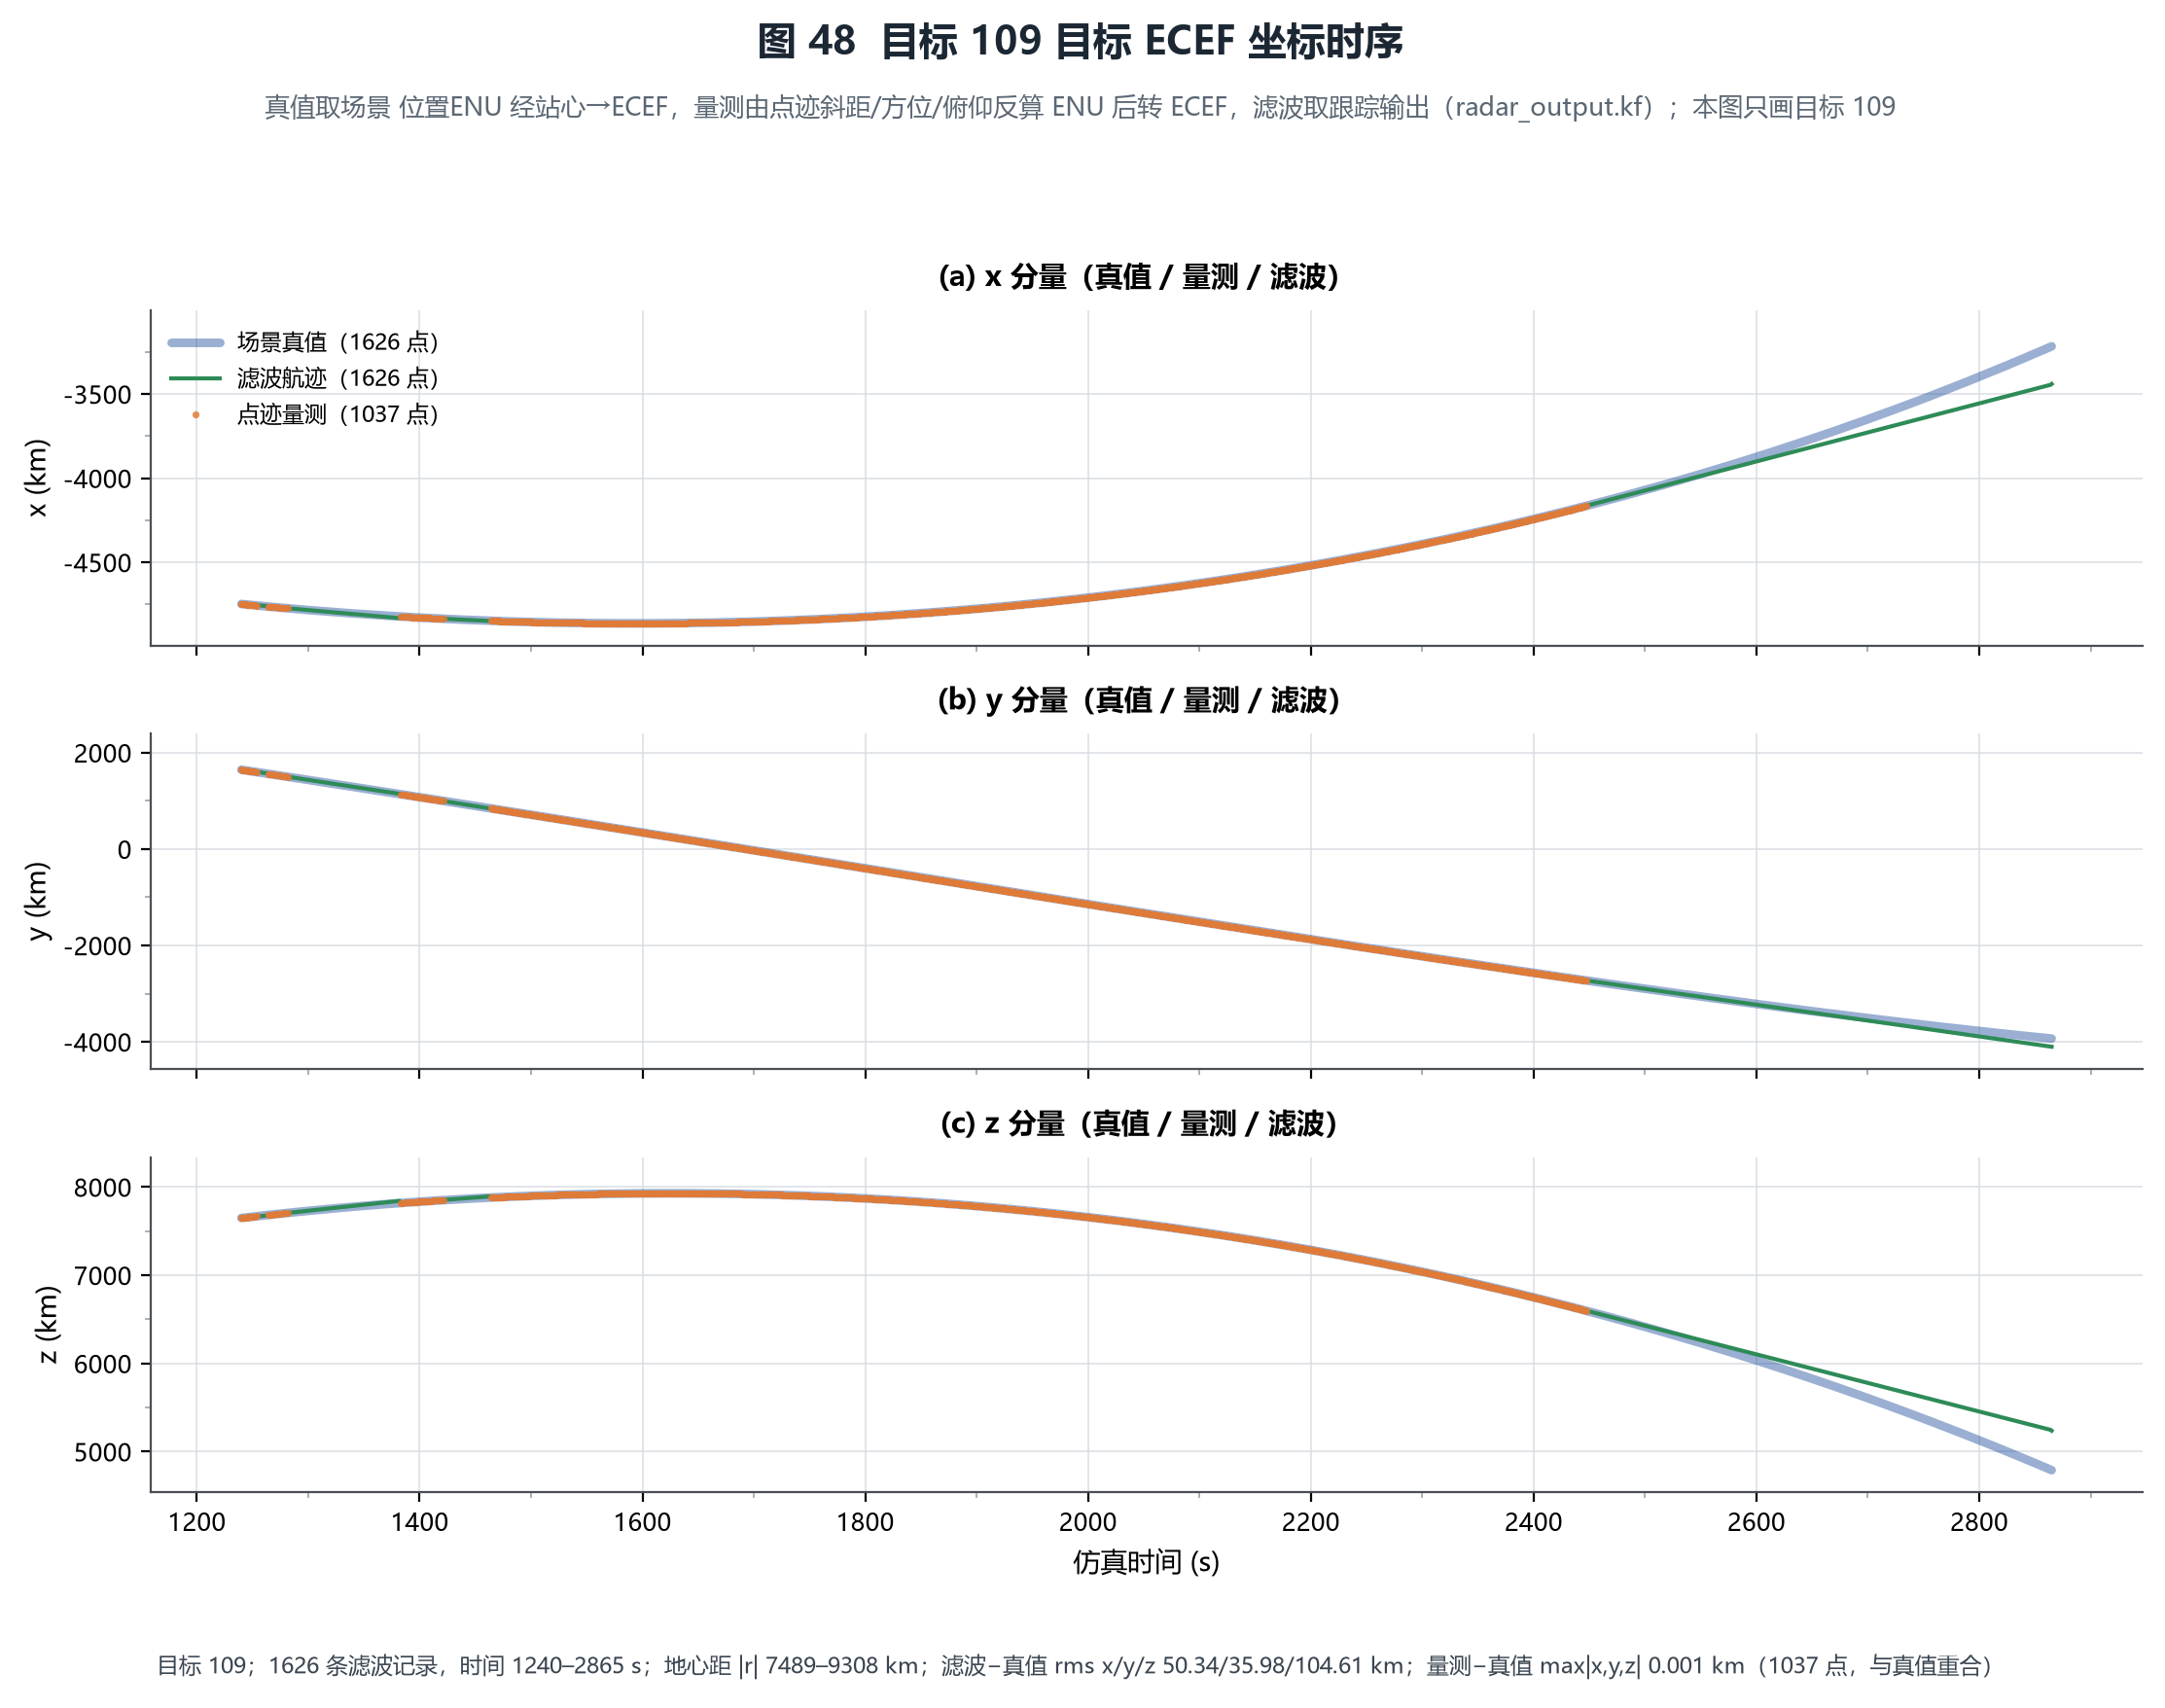 图 48 目标 109 目标 ECEF 坐标时序
真值取场景 位置ENU 经站心→ECEF，量测由点迹斜距/方位/俯仰反算 ENU 后转 ECEF，滤波取跟踪输出（radar_output.kf）；本图只画目标 109
(a) x 分量（真值 / 量测 / 滤波）
场景真值（1626 点）
滤波航迹（1626 点）
点迹量测（1037 点）
x (km)
-3500
-4000
-4500
(b) y 分量（真值 / 量测 / 滤波）
y (km)
2000
0
-2000
-4000
(c) z 分量（真值 / 量测 / 滤波）
z (km)
8000
7000
6000
5000
1200 1400 1600 1800 2000 2200 2400 2600 2800
仿真时间 (s)
目标 109；1626 条滤波记录，时间 1240–2865 s；地心距 |r| 7489–9308 km；滤波−真值 rms x/y/z 50.34/35.98/104.61 km；量测−真值 max|x,y,z| 0.001 km（1037 点，与真值重合）